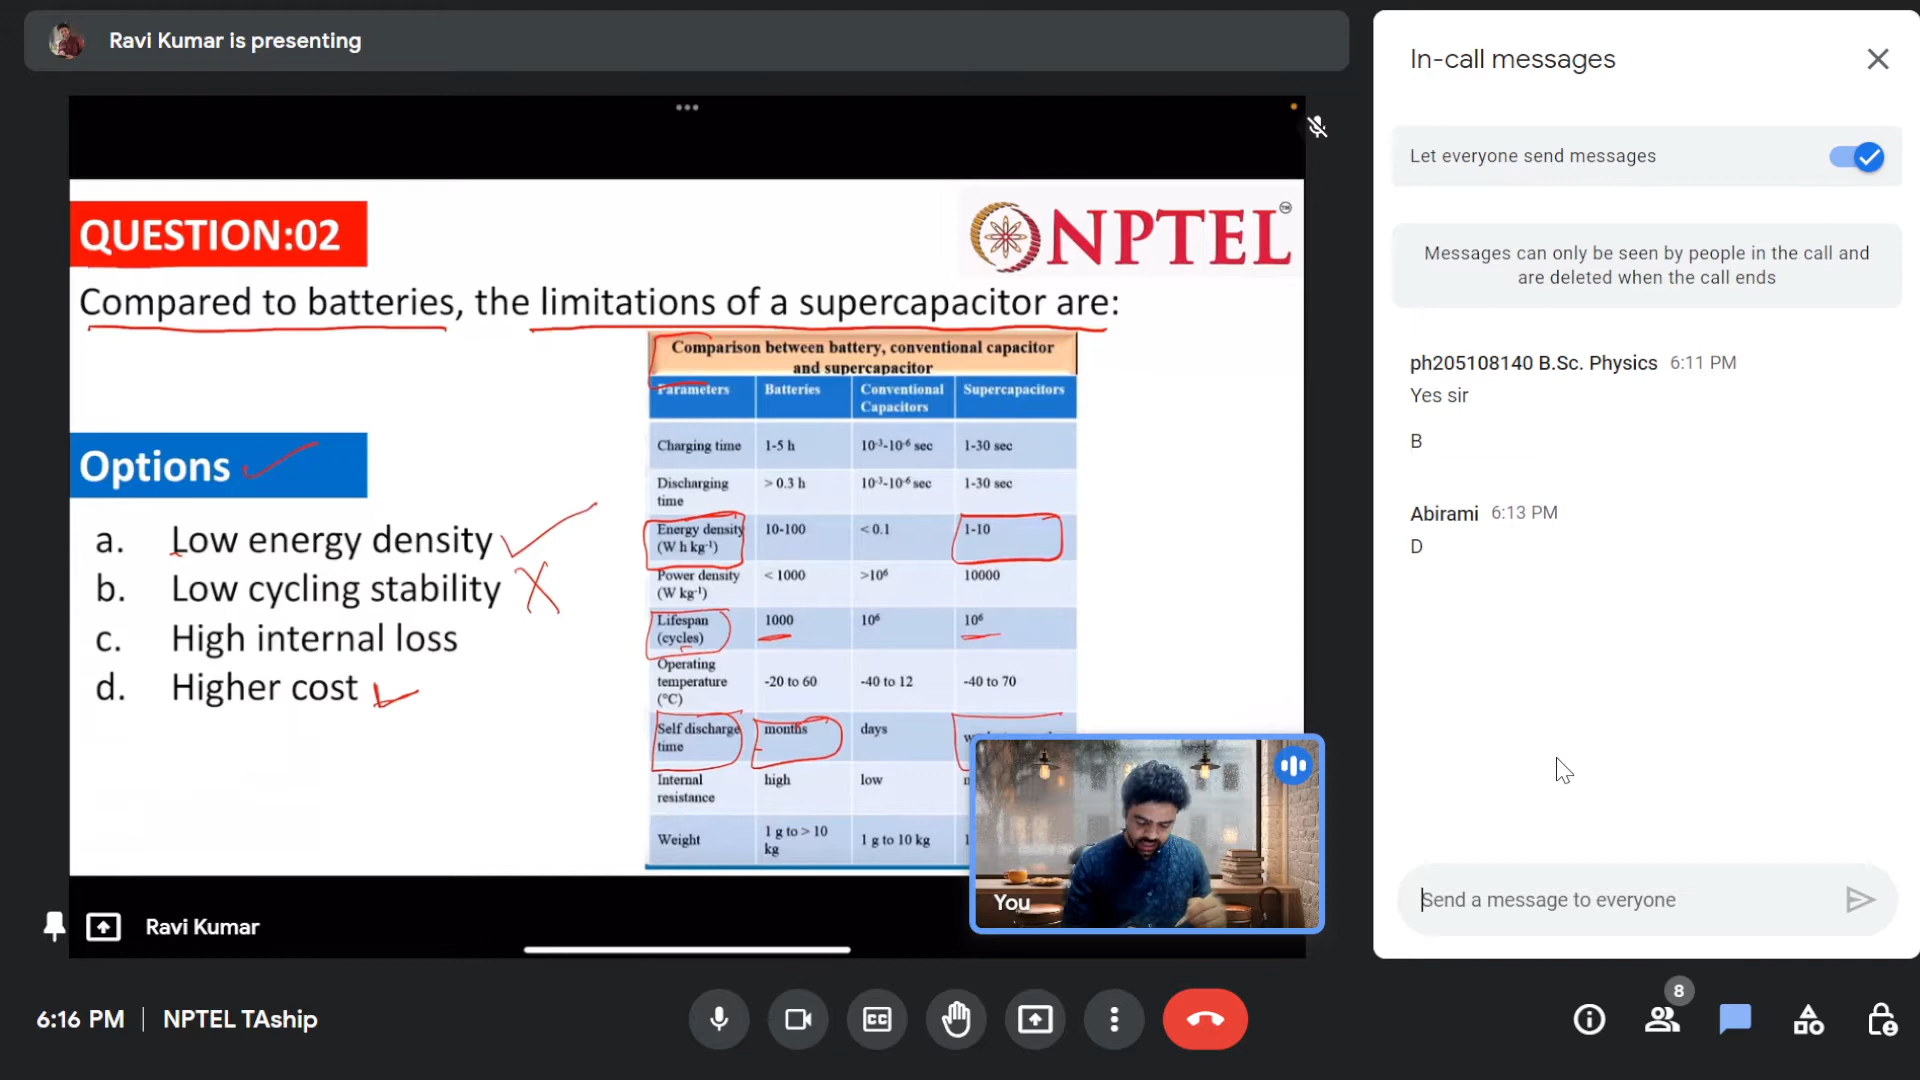 Ravi Kumar is presenting
QUESTION:02
NPTEL
TM
Compared to batteries, the limitations of a supercapacitor are:
Options
a. Low energy density
b. Low cycling stability
c. High internal loss
d. Higher cost
Comparison between battery, conventional capacitor
and supercapacitor
Parameters Batteries Conventional Capacitors Supercapacitors
Charging time 1-5 h 10⁻³-10⁻⁶ sec 1-30 sec
Discharging time > 0.3 h 10⁻³-10⁻⁶ sec 1-30 sec
Energy density (W h kg⁻¹) 10-100 < 0.1 1-10
Power density (W kg⁻¹) < 1000 >10⁶ 10000
Lifespan (cycles) 1000 10⁶ 10⁶
Operating temperature (°C) -20 to 60 -40 to 12 -40 to 70
Self discharge time months days
Internal resistance high low
Weight 1 g to > 10 kg 1 g to 10 kg
You
Ravi Kumar
6:16 PM | NPTEL TAship
CC
8
In-call messages
Let everyone send messages
Messages can only be seen by people in the call and
are deleted when the call ends
ph205108140 B.Sc. Physics 6:11 PM
Yes sir
B
Abirami 6:13 PM
D
Send a message to everyone